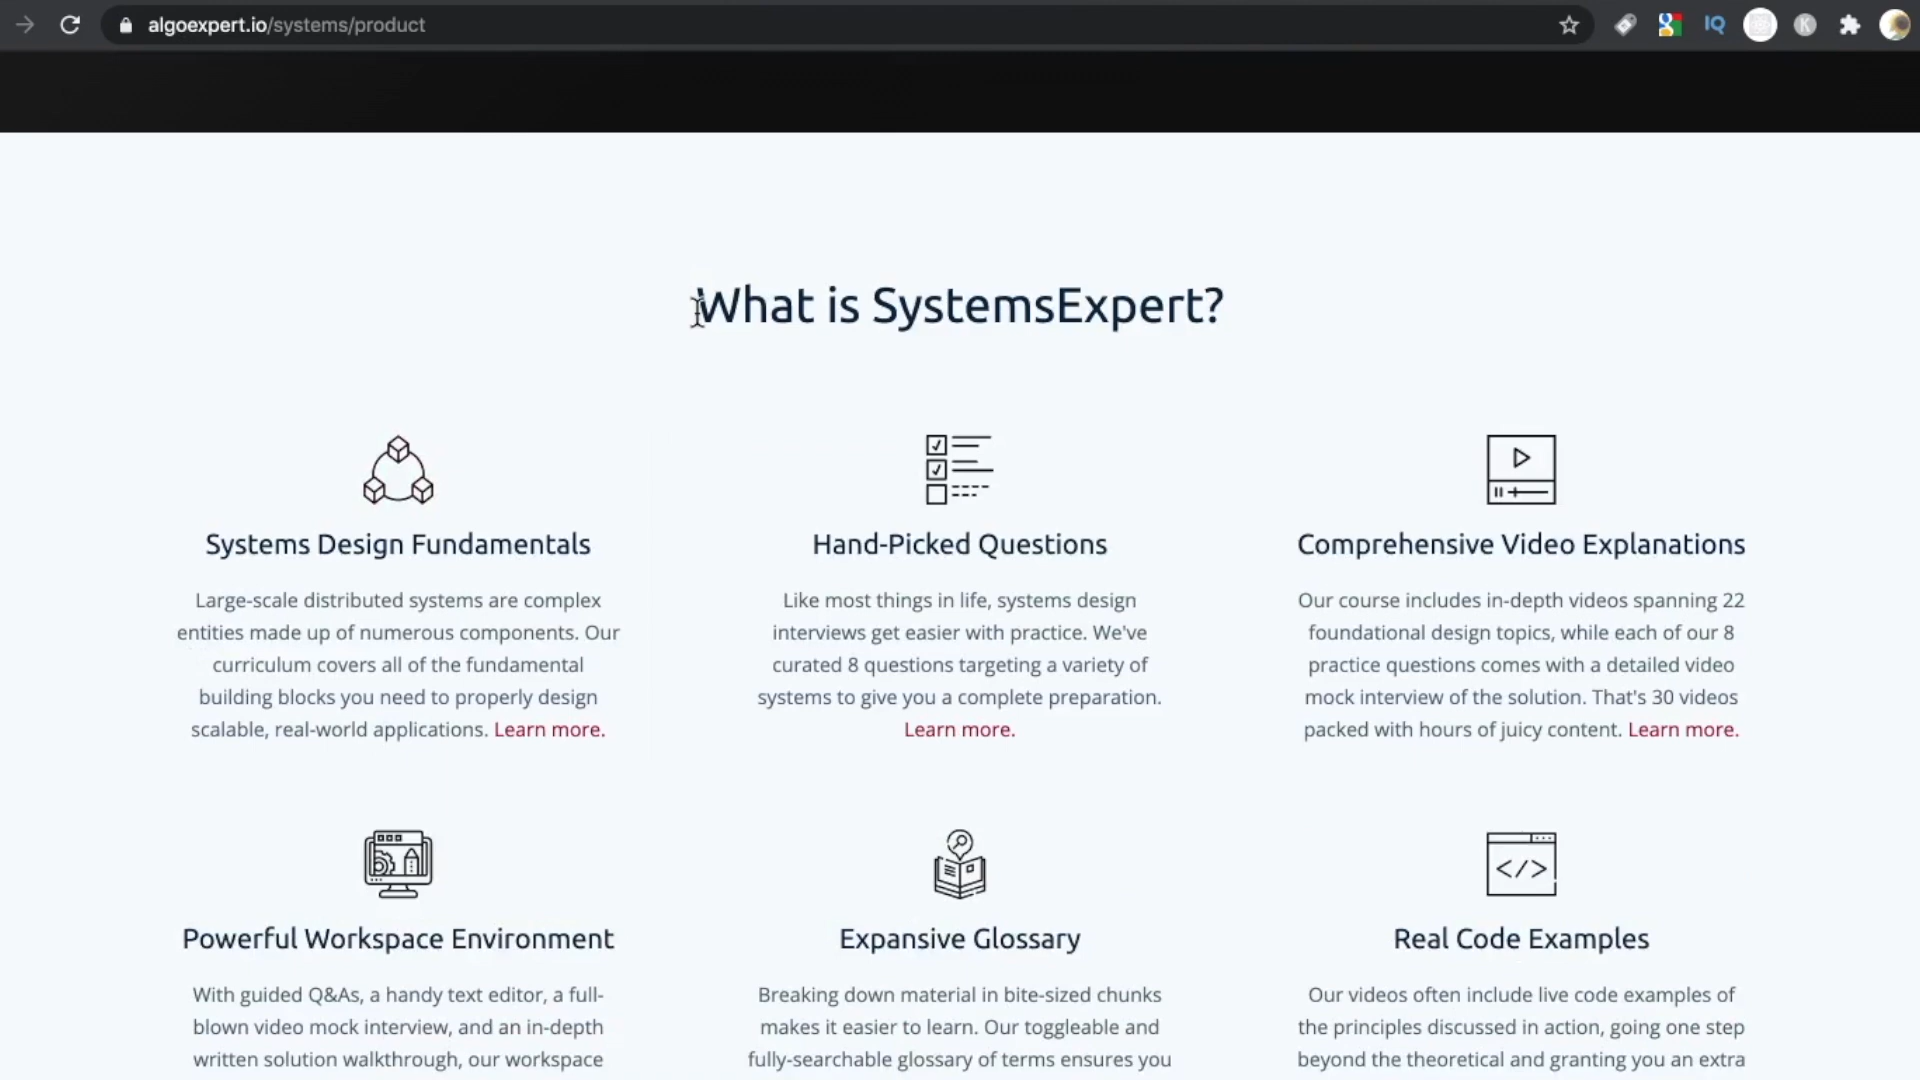 algoexpert.io/systems/product
IQ
K
What is SystemsExpert?
Systems Design Fundamentals
Large-scale distributed systems are complex
entities made up of numerous components. Our
curriculum covers all of the fundamental
building blocks you need to properly design
scalable, real-world applications. Learn more.
Hand-Picked Questions
Like most things in life, systems design
interviews get easier with practice. We've
curated 8 questions targeting a variety of
systems to give you a complete preparation.
Learn more.
Comprehensive Video Explanations
Our course includes in-depth videos spanning 22
foundational design topics, while each of our 8
practice questions comes with a detailed video
mock interview of the solution. That's 30 videos
packed with hours of juicy content. Learn more.
Powerful Workspace Environment
With guided Q&As, a handy text editor, a full-
blown video mock interview, and an in-depth
written solution walkthrough, our workspace
Expansive Glossary
Breaking down material in bite-sized chunks
makes it easier to learn. Our toggleable and
fully-searchable glossary of terms ensures you
</> 
Real Code Examples
Our videos often include live code examples of
the principles discussed in action, going one step
beyond the theoretical and granting you an extra